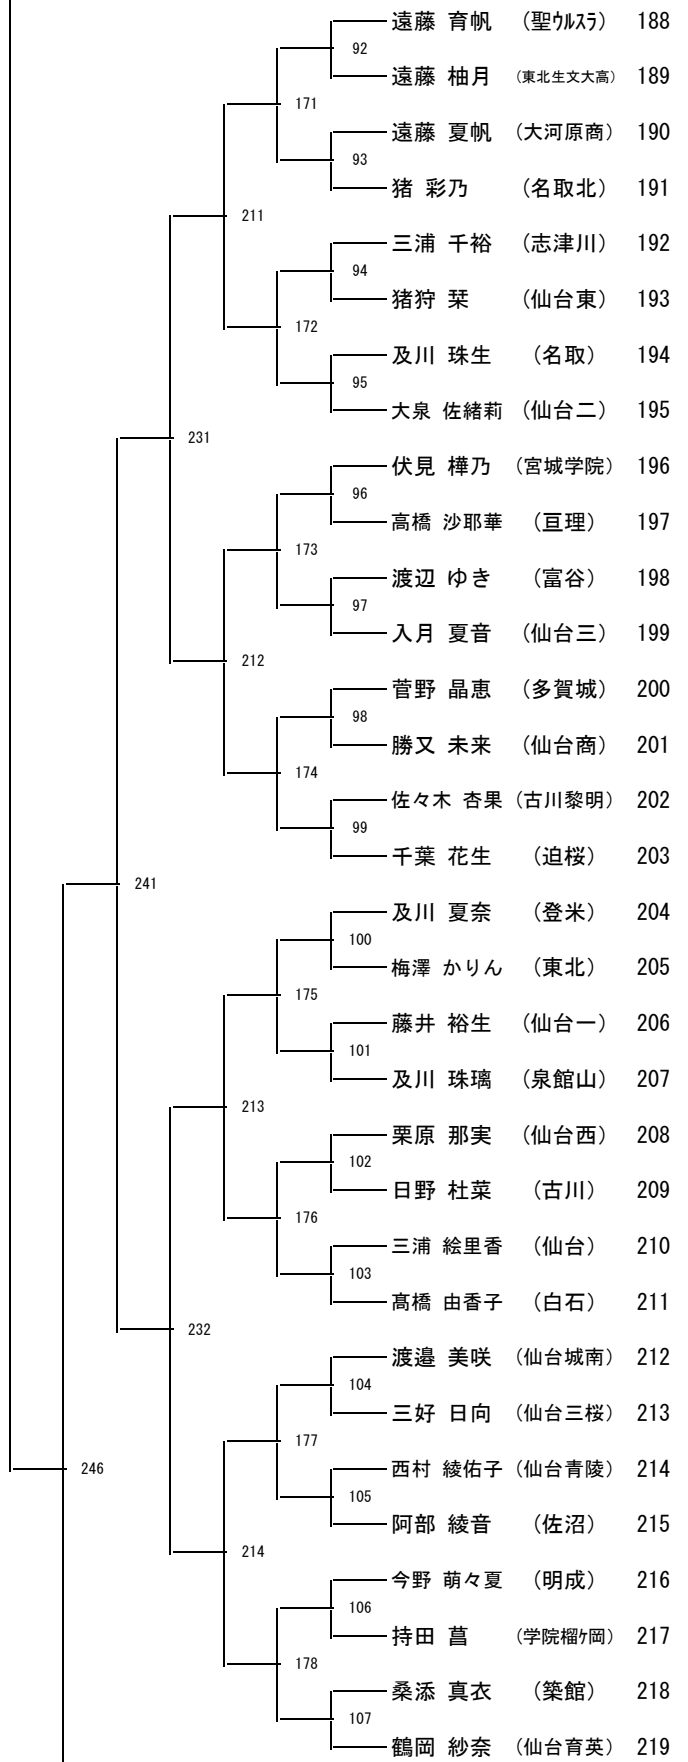 遠藤 育帆 （聖ウルスラ） 188
92
遠藤 柚月 （東北生文大高） 189
171
遠藤 夏帆 （大河原商） 190
93
猪 彩乃 （名取北） 191
211
三浦 千裕 （志津川） 192
94
猪狩 栞 （仙台東） 193
172
及川 珠生 （名取） 194
95
大泉 佐緒莉 （仙台二） 195
231
伏見 樺乃 （宮城学院） 196
96
高橋 沙耶華 （亘理） 197
173
渡辺 ゆき （富谷） 198
97
入月 夏音 （仙台三） 199
212
菅野 晶恵 （多賀城） 200
98
勝又 未来 （仙台商） 201
174
佐々木 杏果 （古川黎明） 202
99
千葉 花生 （迫桜） 203
241
及川 夏奈 （登米） 204
100
梅澤 かりん （東北） 205
175
藤井 裕生 （仙台一） 206
101
及川 珠璃 （泉館山） 207
213
栗原 那実 （仙台西） 208
102
日野 杜菜 （古川） 209
176
三浦 絵里香 （仙台） 210
103
髙橋 由香子 （白石） 211
232
渡邉 美咲 （仙台城南） 212
104
三好 日向 （仙台三桜） 213
177
246
西村 綾佑子 （仙台青陵） 214
105
阿部 綾音 （佐沼） 215
214
今野 萌々夏 （明成） 216
106
持田 菖 （学院榴ケ岡） 217
178
桑添 真衣 （築館） 218
107
鶴岡 紗奈 （仙台育英） 219